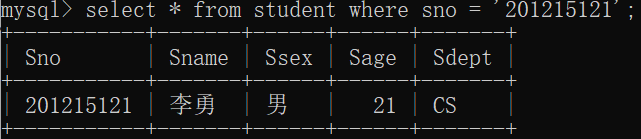 mysql> select * from student where sno = '201215121';
+-----------+-------+------+------+-------+
| Sno       | Sname | Ssex | Sage | Sdept |
+-----------+-------+------+------+-------+
| 201215121 | 李勇  | 男   |   21 | CS    |
+-----------+-------+------+------+-------+